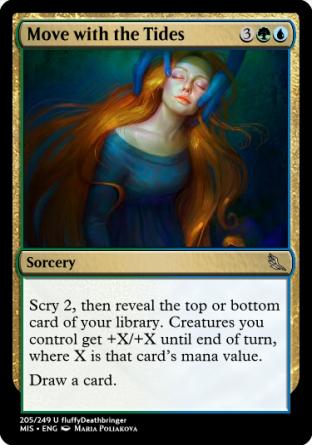 Move with the Tides 3
Sorcery
Scry 2, then reveal the top or bottom
card of your library. Creatures you
control get +X/+X until end of turn,
where X is that card's mana value.
Draw a card.
205/249 U fluffyDeathbringer
MIS • ENG Maria Poliakova